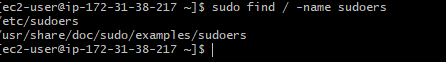 [ec2-user@ip-172-31-38-217 ~]$ sudo find / -name sudoers
/etc/sudoers
/usr/share/doc/sudo/examples/sudoers
[ec2-user@ip-172-31-38-217 ~]$